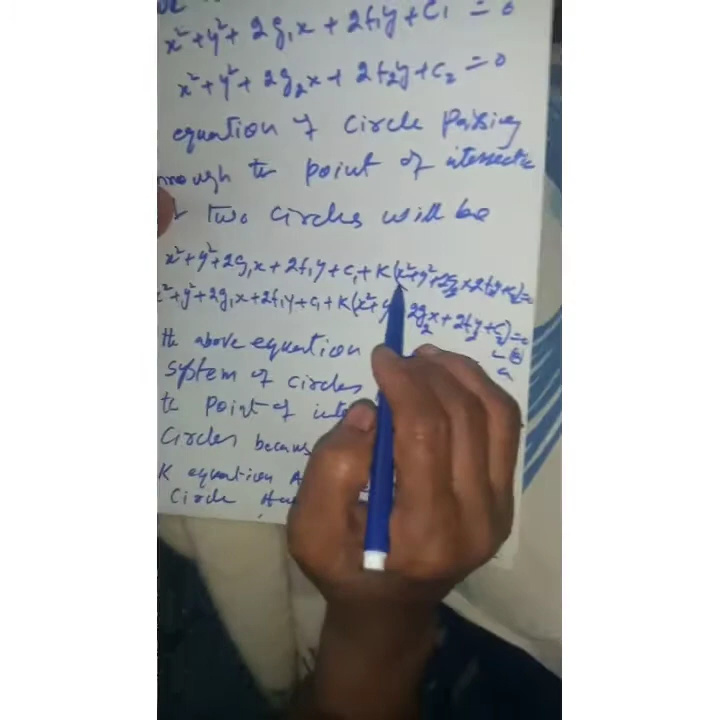 x²+y²+2g₁x+2f₁y+C₁=0
x²+y²+2g₂x+2f₂y+C₂=0
equation of circle Passing
through the point of intersection
two circles will be
x²+y²+2g₁x+2f₁y+c₁+K(x²+y²+2g₂x+2f₂y+c₂)=0
x²+y²+2g₁x+2f₁y+c₁+K(x²+y 2g₂x+2f₂y+c₂)=0
the above equation
system of circles
the point of inte
Circles becaus
K equation A
Circle